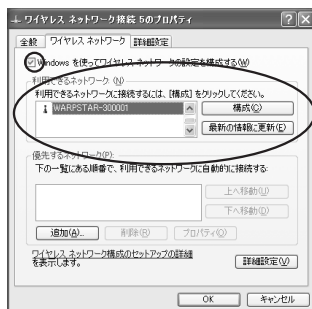 ワイヤレス ネットワーク接続 5のプロパティ
全般
ワイヤレス ネットワーク
詳細設定
Windows を使ってワイヤレス ネットワークの設定を構成する(W)
利用できるネットワーク (N)
利用できるネットワークに接続するには、[構成] をクリックしてください。
WARPSTAR-300001
構成(C)
最新の情報に更新(E)
優先するネットワーク(P):
下の一覧にある順番で、利用できるネットワークに自動的に接続する:
上へ移動(U)
下へ移動(D)
追加(A)...
削除(R)
プロパティ(O)
ワイヤレス ネットワーク構成のセットアップの詳細
を表示します。
詳細設定(V)
OK
キャンセル